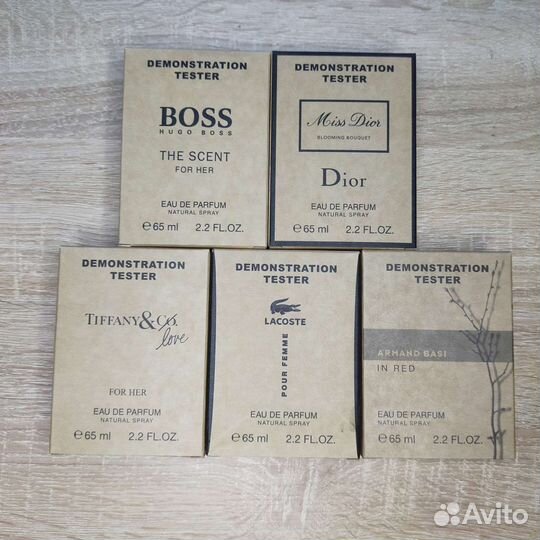 DEMONSTRATION
TESTER
BOSS
HUGO BOSS
THE SCENT
FOR HER
EAU DE PARFUM
NATURAL SPRAY
℮ 65 ml 2.2 FL.OZ.
DEMONSTRATION
TESTER
Miss Dior
BLOOMING BOUQUET
Dior
EAU DE PARFUM
NATURAL SPRAY
℮ 65 ml 2.2 FL.OZ.
DEMONSTRATION
TESTER
TIFFANY & CO.
love
FOR HER
EAU DE PARFUM
NATURAL SPRAY
℮ 65 ml 2.2 FL.OZ.
DEMONSTRATION
TESTER
LACOSTE
POUR FEMME
EAU DE PARFUM
NATURAL SPRAY
℮ 65 ml 2.2 FL.OZ.
DEMONSTRATION
TESTER
ARMAND BASI
IN RED
EAU DE PARFUM
NATURAL SPRAY
℮ 65 ml 2.2 FL.OZ.
Avito